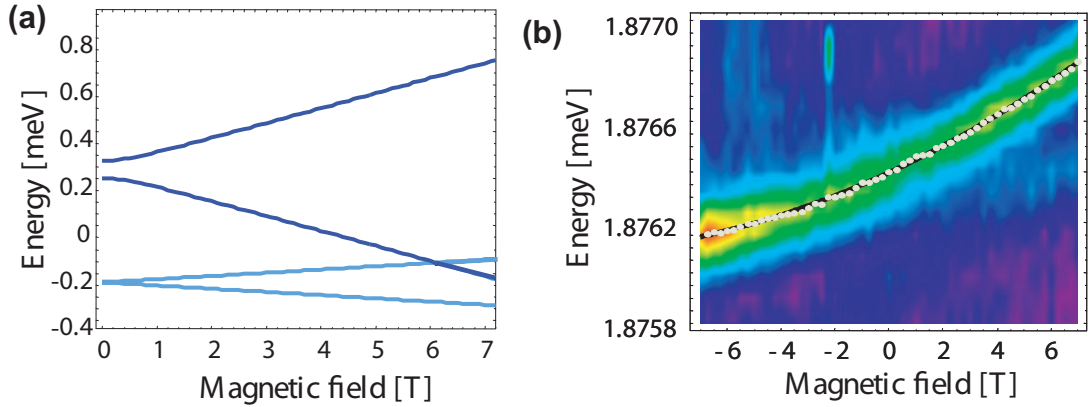 (a)
0.8
0.6
0.4
0.2
0
-0.2
-0.4
Energy [meV]
0 1 2 3 4 5 6 7
Magnetic field [T]
(b)
1.8770
1.8766
1.8762
1.8758
Energy [meV]
-6 -4 -2 0 2 4 6
Magnetic field [T]